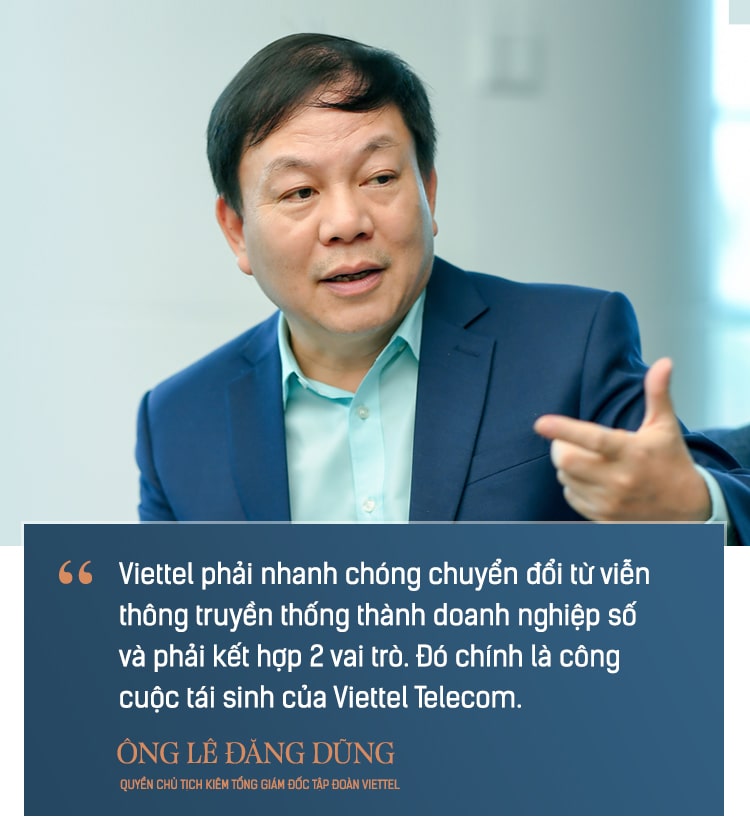 “ Viettel phải nhanh chóng chuyển đổi từ viễn
thông truyền thống thành doanh nghiệp số
và phải kết hợp 2 vai trò. Đó chính là công
cuộc tái sinh của Viettel Telecom.
ÔNG LÊ ĐĂNG DŨNG
QUYỀN CHỦ TỊCH KIÊM TỔNG GIÁM ĐỐC TẬP ĐOÀN VIETTEL